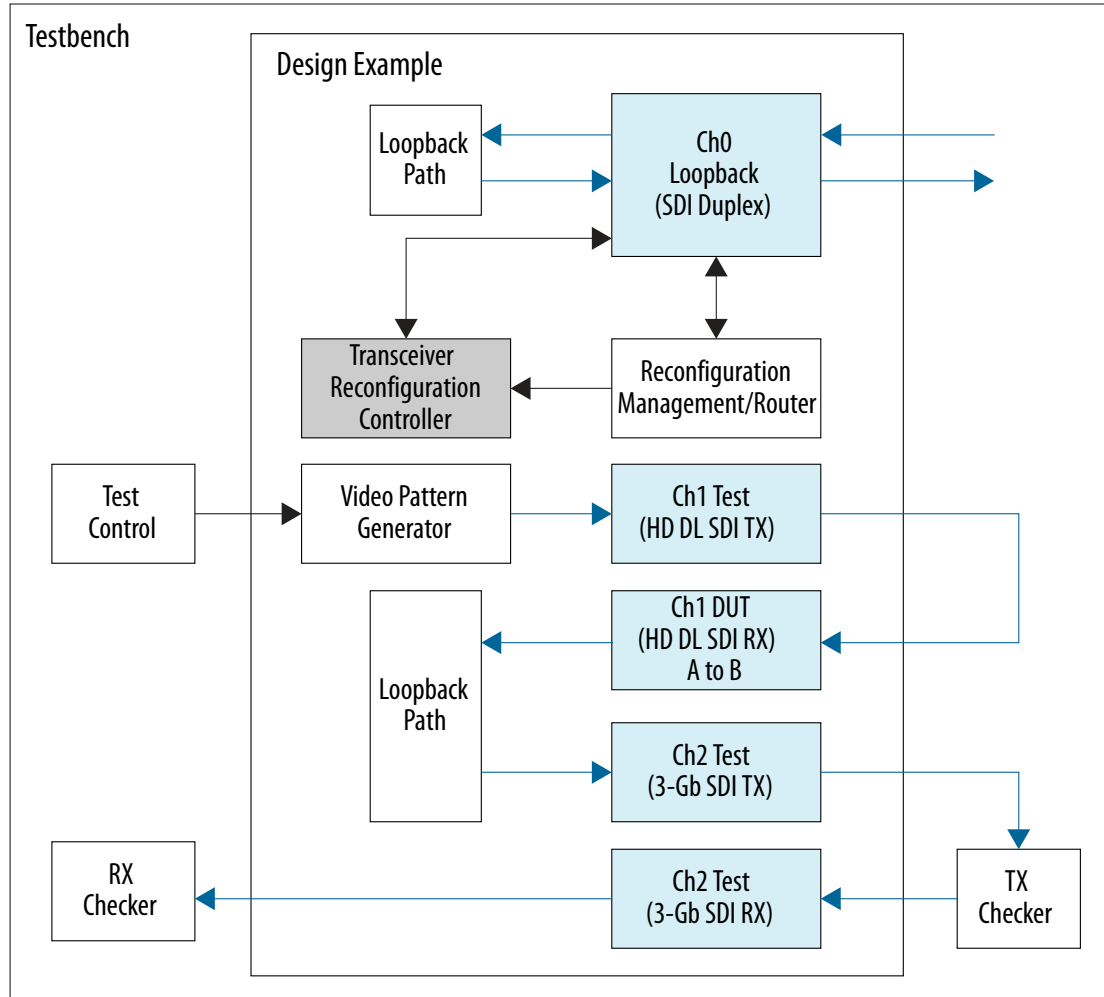 Testbench
Design Example
Loopback
Path
Ch0
Loopback
(SDI Duplex)
Transceiver
Reconfiguration
Controller
Reconfiguration
Management/Router
Test
Control
Video Pattern
Generator
Ch1 Test
(HD DL SDI TX)
Ch1 DUT
(HD DL SDI RX)
A to B
Loopback
Path
Ch2 Test
(3-Gb SDI TX)
RX
Checker
Ch2 Test
(3-Gb SDI RX)
TX
Checker